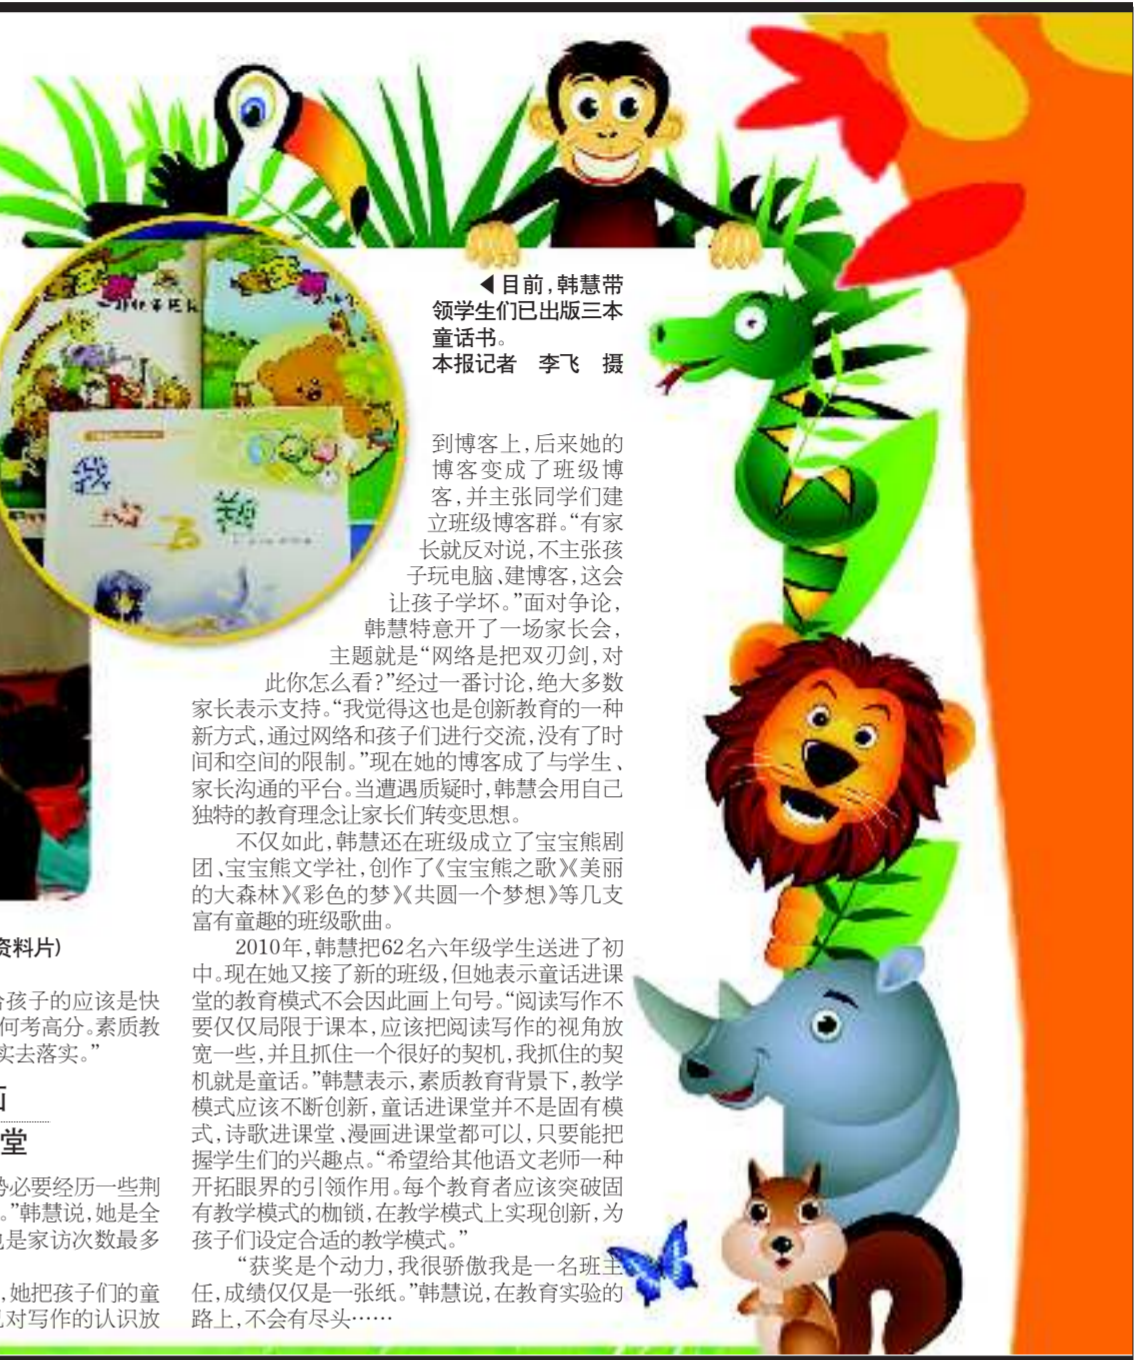 ◀目前,韩慧带
领学生们已出版三本
童话书。
本报记者 李飞 摄
资料片)
孩子的应该是快
何考高分。素质教
实去落实。”
堂
必要经历一些荆
。”韩慧说,她是全
是家访次数最多
,她把孩子们的童
对写作的认识放
到博客上,后来她的
博客变成了班级博
客,并主张同学们建
立班级博客群。“有家
长就反对说,不主张孩
子玩电脑、建博客,这会
让孩子学坏。”面对争论,
韩慧特意开了一场家长会,
主题就是“网络是把双刃剑,对
此你怎么看?”经过一番讨论,绝大多数
家长表示支持。“我觉得这也是创新教育的一种
新方式,通过网络和孩子们进行交流,没有了时
间和空间的限制。”现在她的博客成了与学生、
家长沟通的平台。当遭遇质疑时,韩慧会用自己
独特的教育理念让家长们转变思想。
不仅如此,韩慧还在班级成立了宝宝熊剧
团、宝宝熊文学社,创作了《宝宝熊之歌》《美丽
的大森林》《彩色的梦》《共圆一个梦想》等几支
富有童趣的班级歌曲。
2010年,韩慧把62名六年级学生送进了初
中。现在她又接了新的班级,但她表示童话进课
堂的教育模式不会因此画上句号。“阅读写作不
要仅仅局限于课本,应该把阅读写作的视角放
宽一些,并且抓住一个很好的契机,我抓住的契
机就是童话。”韩慧表示,素质教育背景下,教学
模式应该不断创新,童话进课堂并不是固有模
式,诗歌进课堂、漫画进课堂都可以,只要能把
握学生们的兴趣点。“希望给其他语文老师一种
开拓眼界的引领作用。每个教育者应该突破固
有教学模式的枷锁,在教学模式上实现创新,为
孩子们设定合适的教学模式。”
“获奖是个动力,我很骄傲我是一名班主
任,成绩仅仅是一张纸。”韩慧说,在教育实验的
路上,不会有尽头……